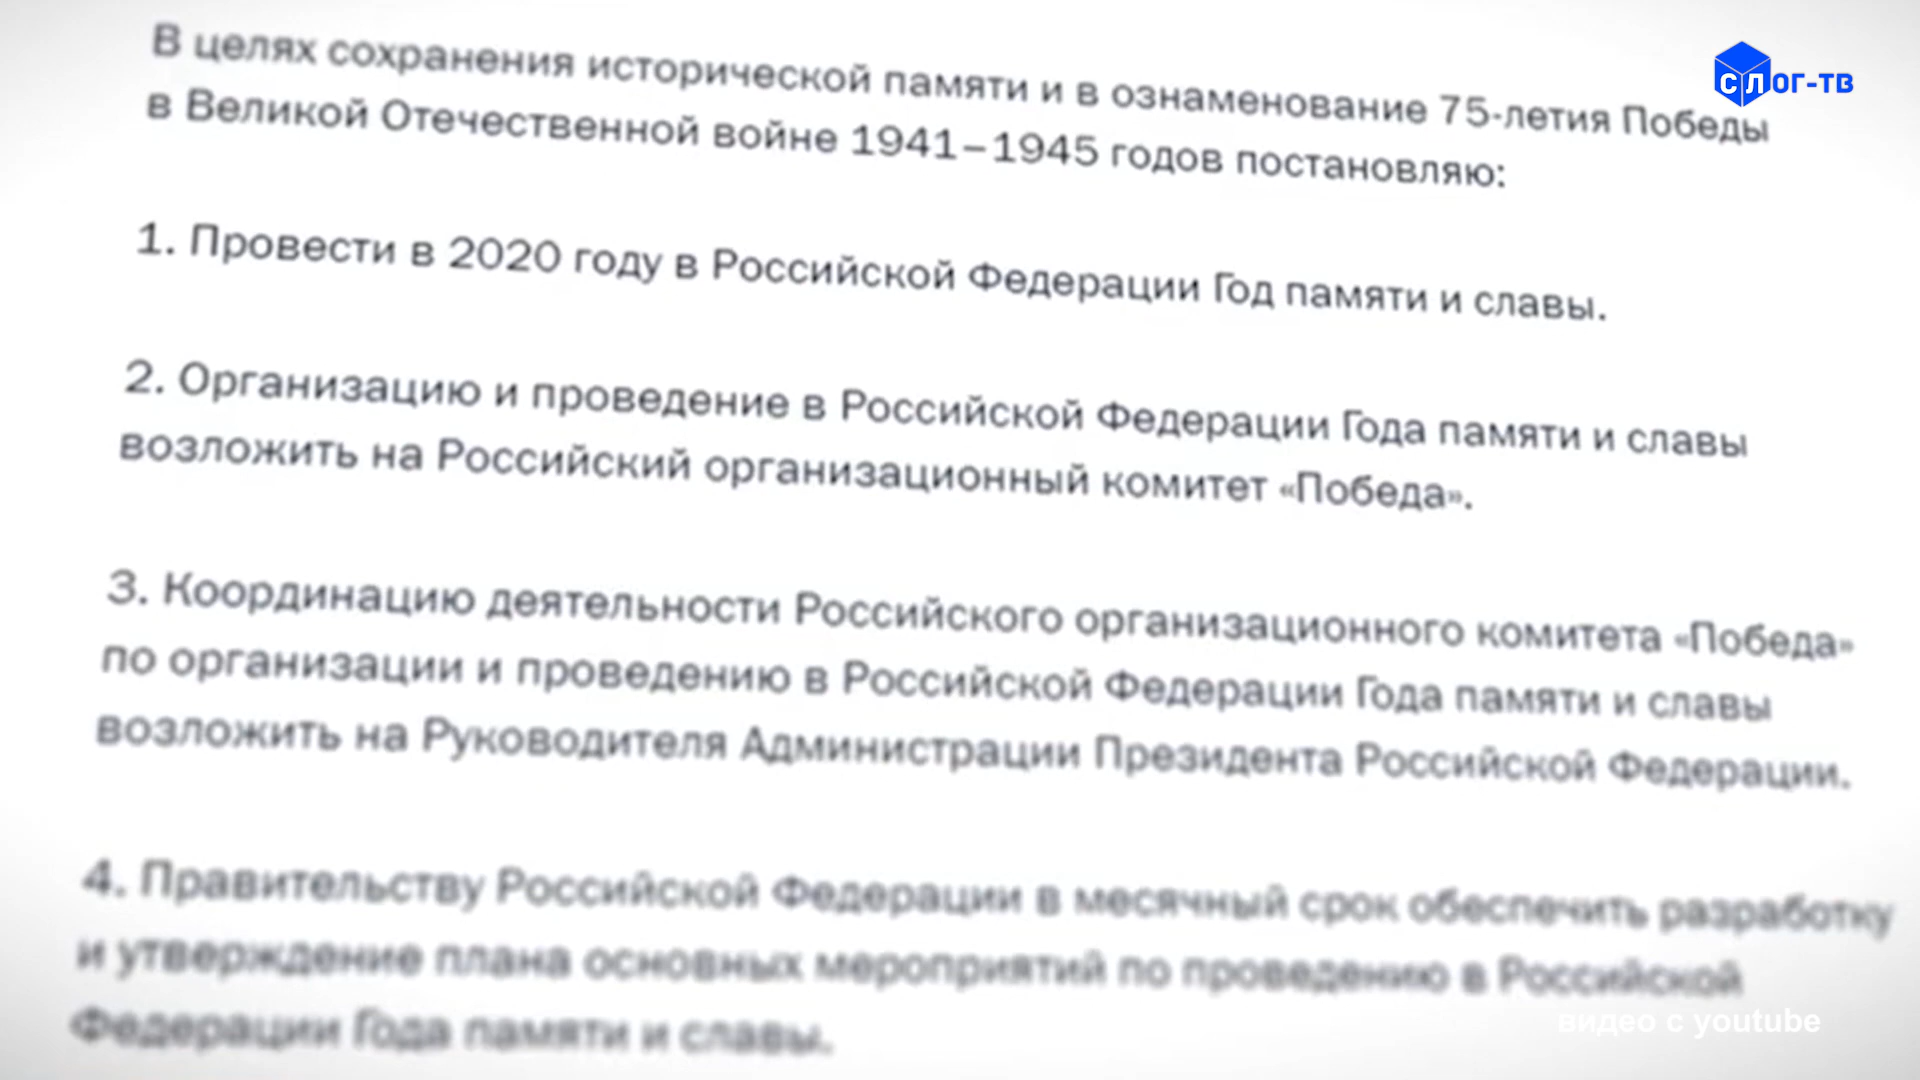 В целях сохранения исторической памяти и в ознаменование 75-летия Победы
в Великой Отечественной войне 1941–1945 годов постановляю:
1. Провести в 2020 году в Российской Федерации Год памяти и славы.
2. Организацию и проведение в Российской Федерации Года памяти и славы
возложить на Российский организационный комитет «Победа».
3. Координацию деятельности Российского организационного комитета «Победа»
по организации и проведению в Российской Федерации Года памяти и славы
возложить на Руководителя Администрации Президента Российской Федерации.
4. Правительству Российской Федерации в месячный срок обеспечить разработку
и утверждение плана основных мероприятий по проведению в Российской
Федерации Года памяти и славы.
СЛОГ-ТВ
видео с youtube